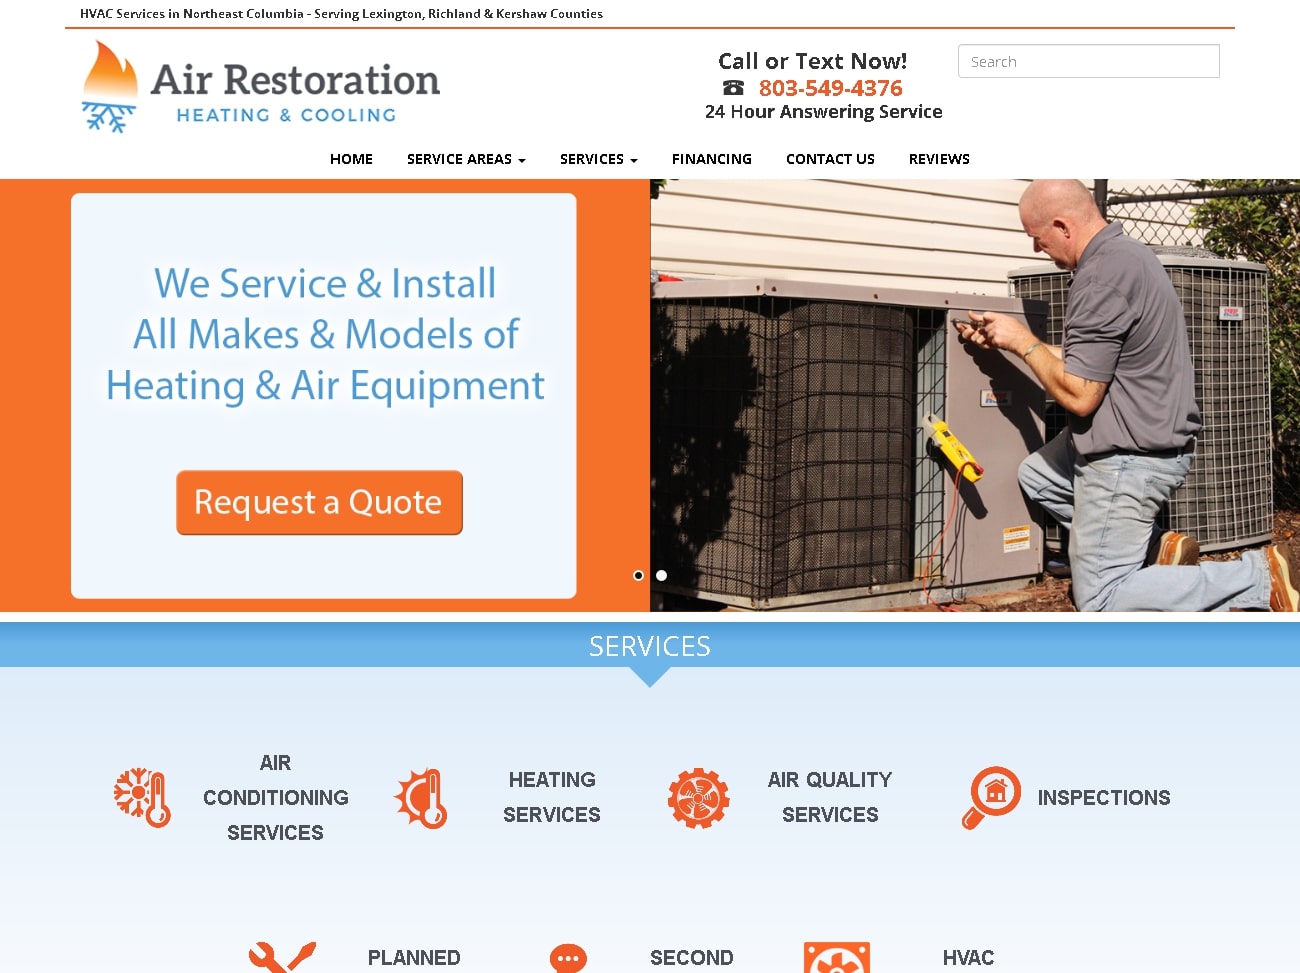 HVAC Services in Northeast Columbia - Serving Lexington, Richland & Kershaw Counties
Air Restoration
HEATING & COOLING
Call or Text Now!
803-549-4376
24 Hour Answering Service
Search
HOME
SERVICE AREAS
SERVICES
FINANCING
CONTACT US
REVIEWS
We Service & Install
All Makes & Models of
Heating & Air Equipment
Request a Quote
SERVICES
AIR
CONDITIONING
SERVICES
HEATING
SERVICES
AIR QUALITY
SERVICES
INSPECTIONS
PLANNED
SECOND
HVAC